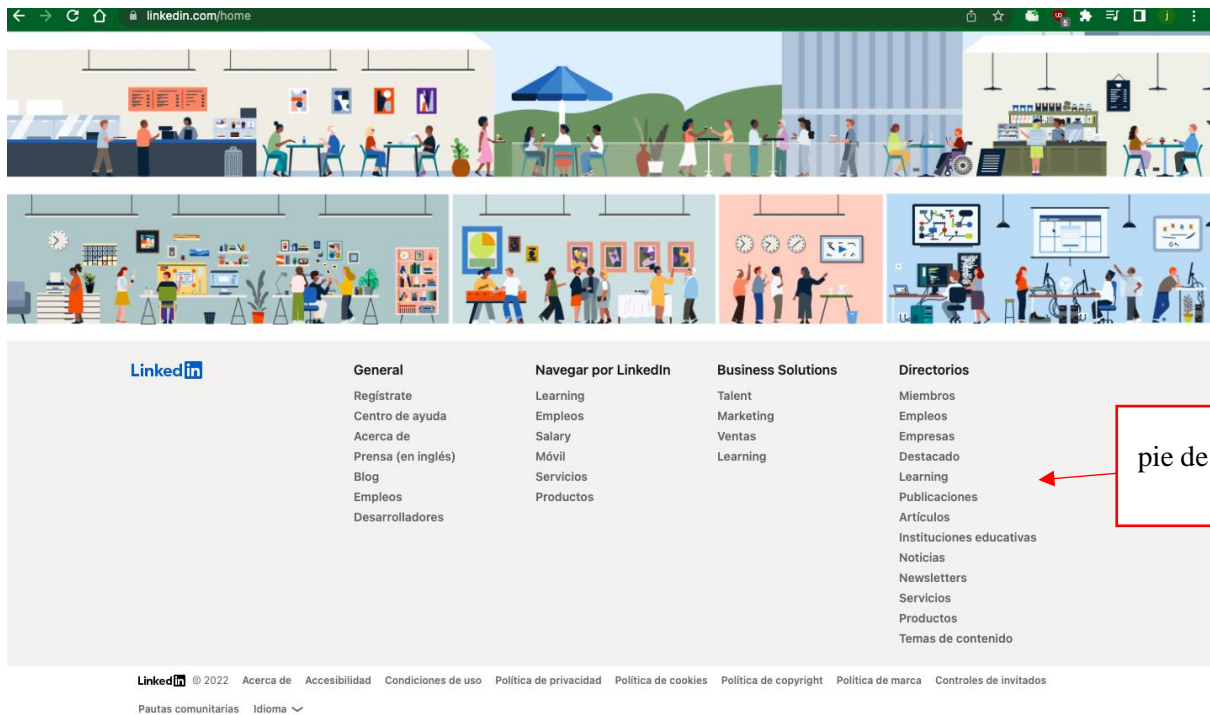 linkedin.com/home
LinkedIn
General
Regístrate
Centro de ayuda
Acerca de
Prensa (en inglés)
Blog
Empleos
Desarrolladores
Navegar por LinkedIn
Learning
Empleos
Salary
Móvil
Servicios
Productos
Business Solutions
Talent
Marketing
Ventas
Learning
Directorios
Miembros
Empleos
Empresas
Destacado
Learning
Publicaciones
Artículos
Instituciones educativas
Noticias
Newsletters
Servicios
Productos
Temas de contenido
pie de
LinkedIn © 2022 Acerca de Accesibilidad Condiciones de uso Política de privacidad Política de cookies Política de copyright Política de marca Controles de invitados
Pautas comunitarias Idioma